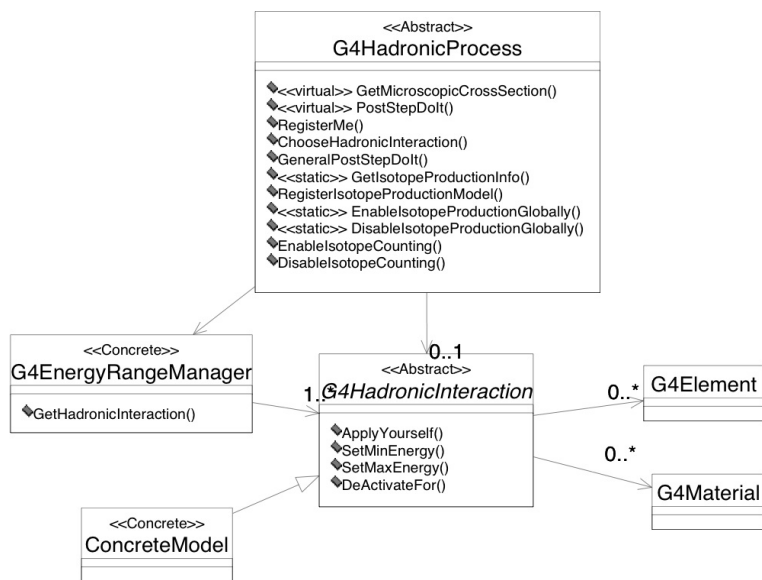 <<Abstract>>
G4HadronicProcess
<<virtual>> GetMicroscopicCrossSection()
<<virtual>> PostStepDoIt()
RegisterMe()
ChooseHadronicInteraction()
GeneralPostStepDoIt()
<<static>> GetIsotopeProductionInfo()
RegisterIsotopeProductionModel()
<<static>> EnableIsotopeProductionGlobally()
<<static>> DisableIsotopeProductionGlobally()
EnableIsotopeCounting()
DisableIsotopeCounting()
<<Concrete>>
G4EnergyRangeManager
GetHadronicInteraction()
1..*
0..1
<<Abstract>>
G4HadronicInteraction
ApplyYourself()
SetMinEnergy()
SetMaxEnergy()
DeActivateFor()
0..*
G4Element
0..*
G4Material
<<Concrete>>
ConcreteModel